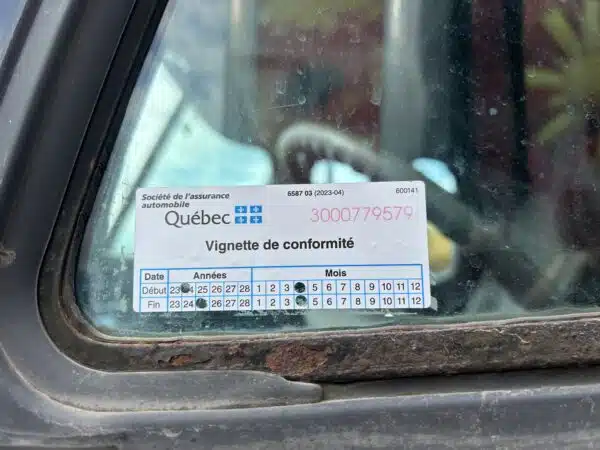 Société de l'assurance
automobile
6587 03 (2023-04)
600141
Québec
3000779579
Vignette de conformité
Date Années Mois
Début 23 25 26 27 28 1 2 3 5 6 7 8 9 10 11 12
Fin 23 24 26 27 28 1 2 3 5 6 7 8 9 10 11 12